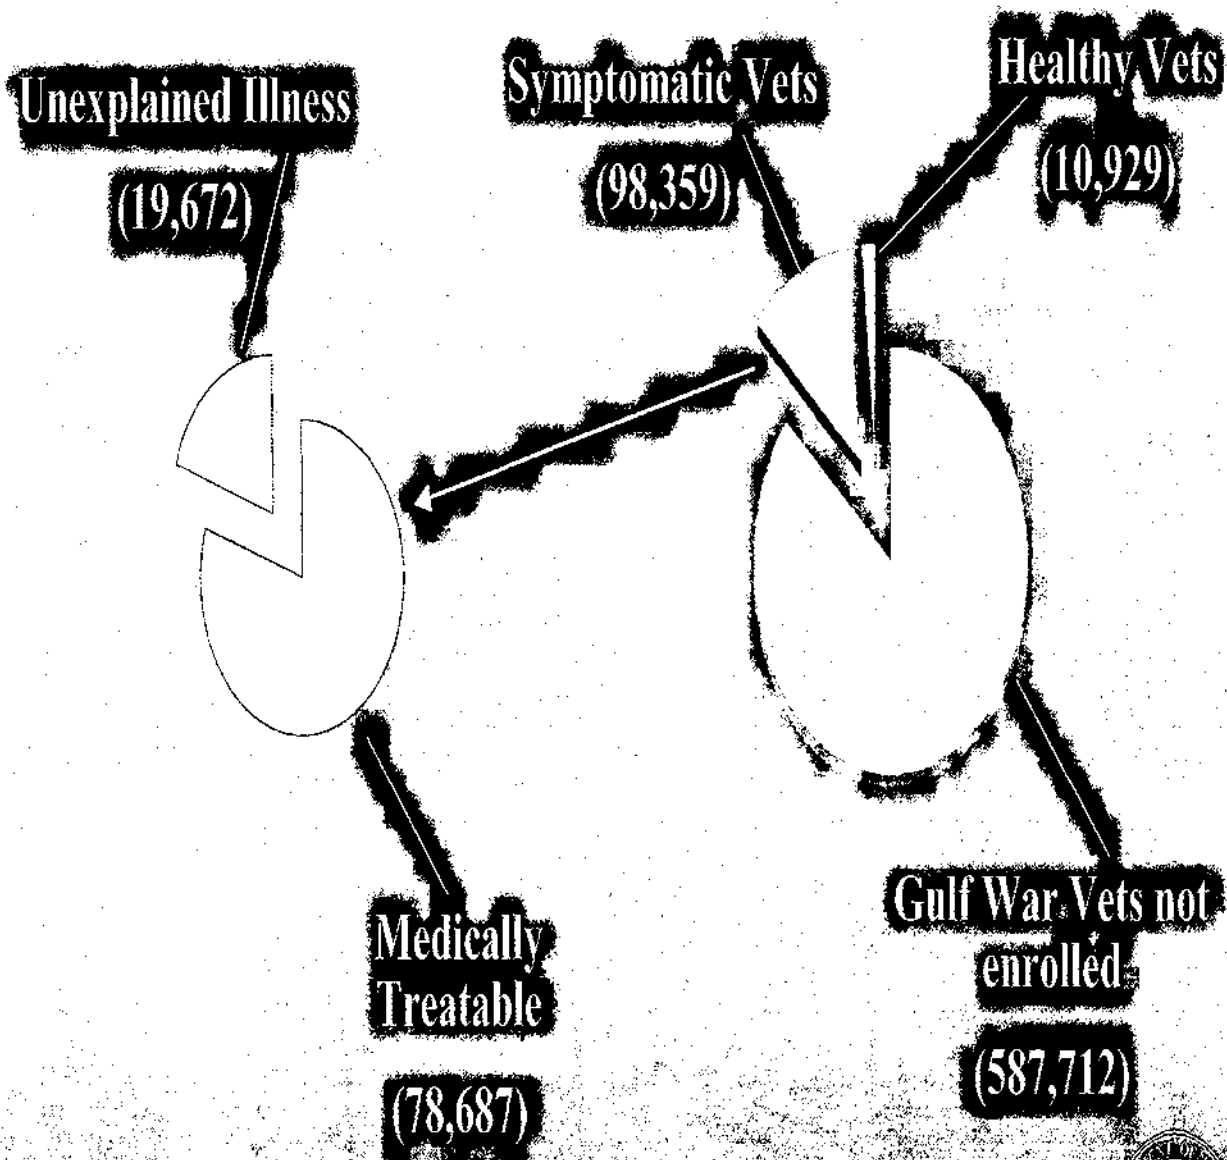 Unexplained Illness
(19,672)
Symptomatic Vets
(98,359)
Healthy Vets
(10,929)
Medically
Treatable
(78,687)
Gulf War Vets not
enrolled
(587,712)